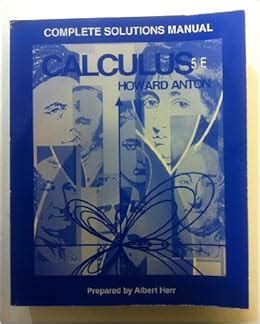 COMPLETE SOLUTIONS MANUAL
CALCULUS 5/E
HOWARD ANTON
Prepared by Albert Herr